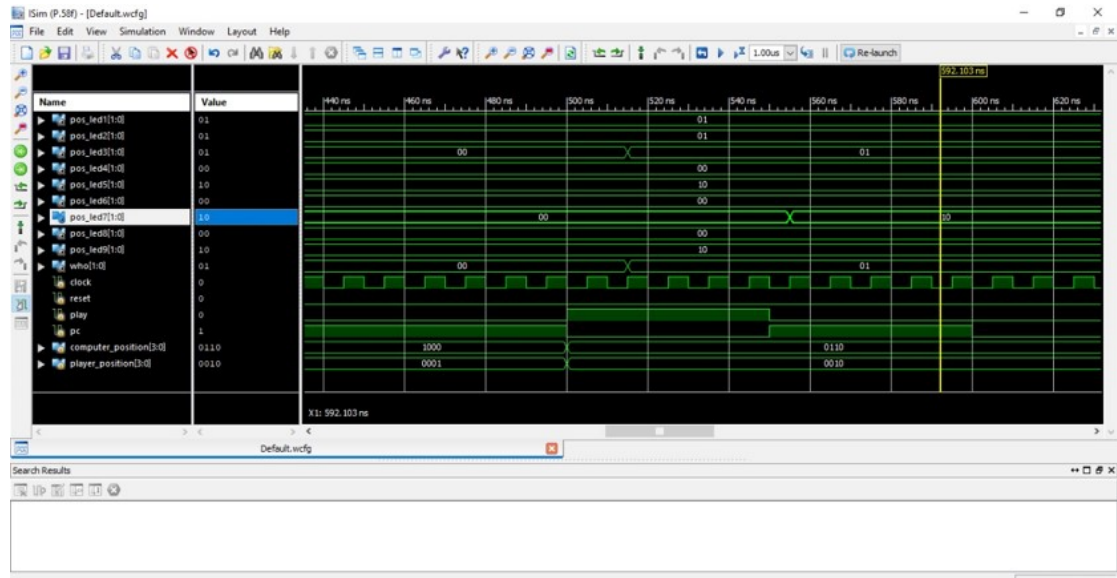 ISim (P.58f) - [Default.wcfg]
File Edit View Simulation Window Layout Help
1.00us Re-launch
592.103 ns
Name Value 440 ns 460 ns 480 ns 500 ns 520 ns 540 ns 560 ns 580 ns 600 ns 620 ns
pos_led1[1:0] 01 01
pos_led2[1:0] 01 01
pos_led3[1:0] 01 00 01
pos_led4[1:0] 00 00
pos_led5[1:0] 10 10
pos_led6[1:0] 00 00
pos_led7[1:0] 10 00 10
pos_led8[1:0] 00 00
pos_led9[1:0] 10 10
who[1:0] 01 00 01
clock 0
reset 0
play 0
pc 1
computer_position[3:0] 0110 1000 0110
player_position[3:0] 0010 0001 0010
X1: 592.103 ns
Default.wcfg
Search Results